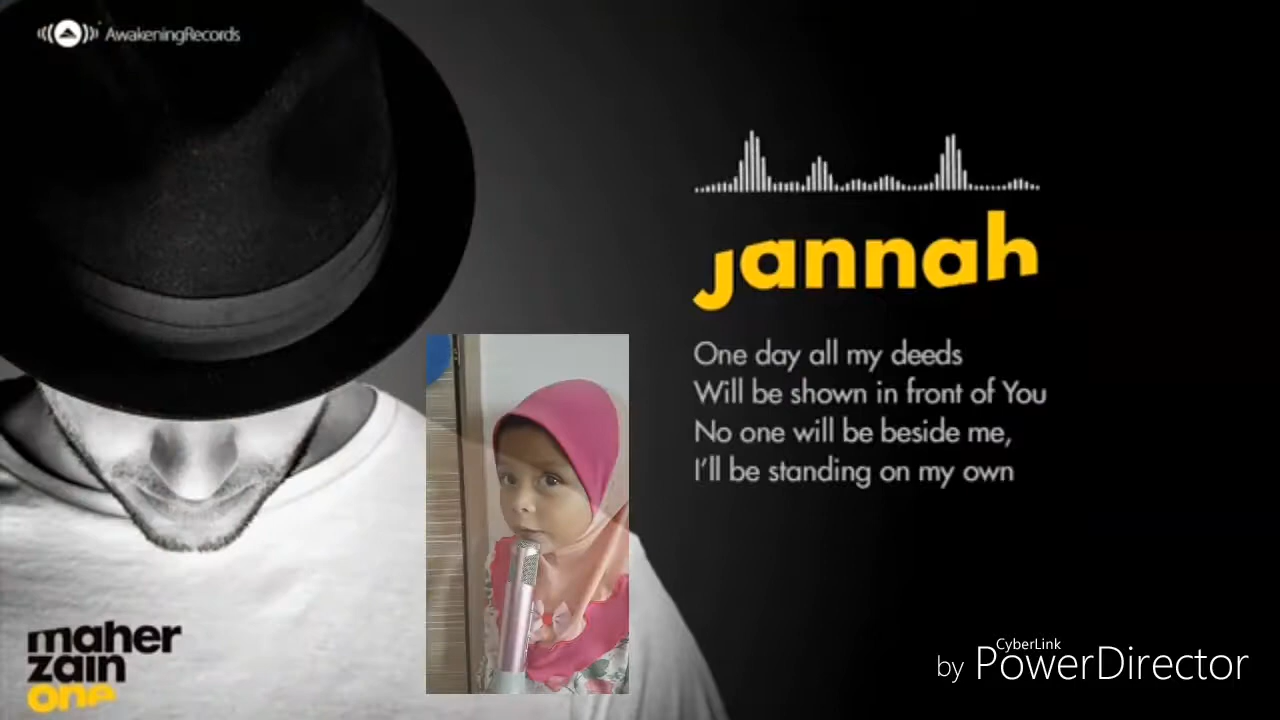 AwakeningRecords
jannah
One day all my deeds
Will be shown in front of You
No one will be beside me,
I'll be standing on my own
maher
zain
one
CyberLink
by PowerDirector